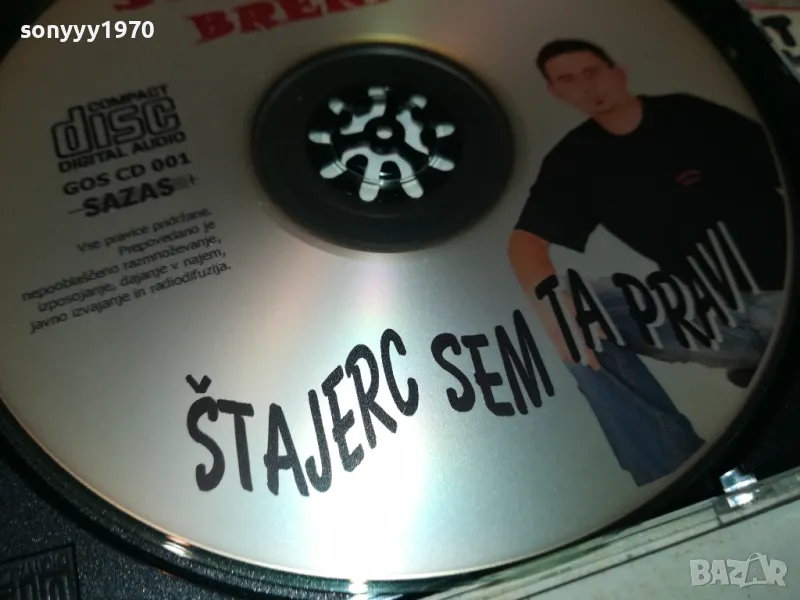 sonyyy1970
COMPACT
disc
DIGITAL AUDIO
GOS CD 001
SAZAS
Vse pravice pridržane.
Prepovedano je
nepooblaščeno razmnoževanje,
izposojanje, dajanje v najem,
javno izvajanje in radiodifuzija.
ŠTAJERC SEM TA PRAVI
BAZAR